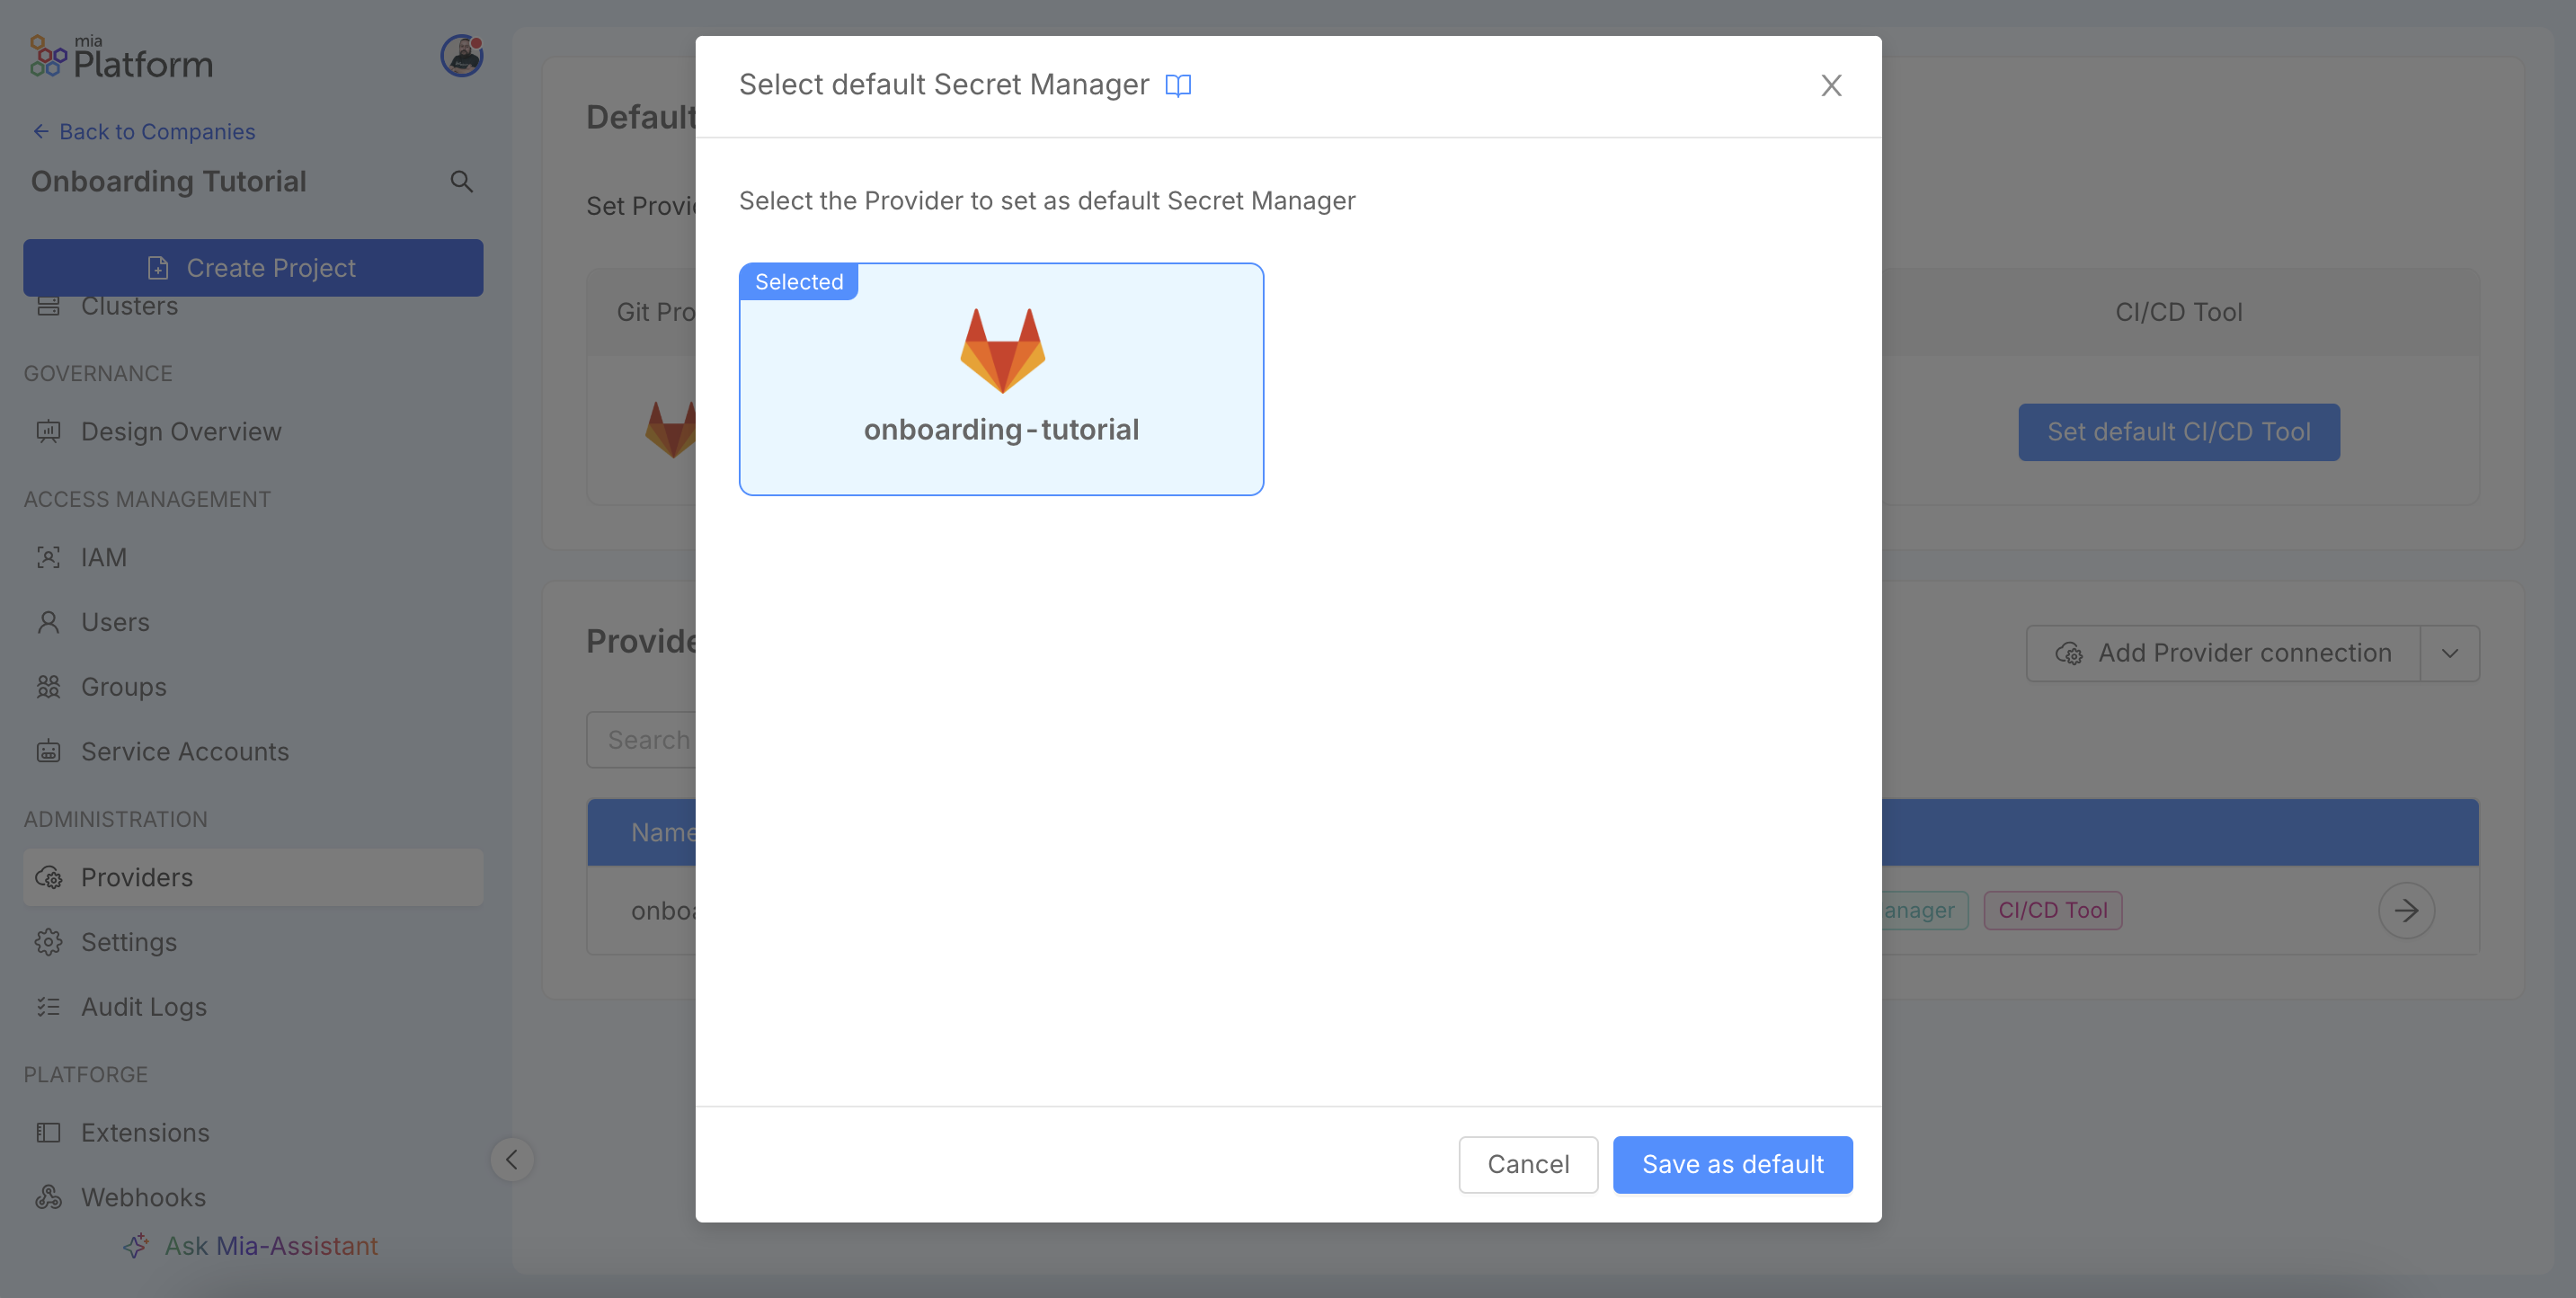 mia
Platform
Back to Companies
Onboarding Tutorial
Create Project
Clusters
GOVERNANCE
Design Overview
ACCESS MANAGEMENT
IAM
Users
Groups
Service Accounts
ADMINISTRATION
Providers
Settings
Audit Logs
PLATFORGE
Extensions
Webhooks
Ask Mia-Assistant
Default
Set Provi
Git Pro
CI/CD Tool
Set default CI/CD Tool
Provide
Add Provider connection
Search
Name
onboa
anager
CI/CD Tool
Select default Secret Manager
Select the Provider to set as default Secret Manager
Selected
onboarding-tutorial
Cancel
Save as default